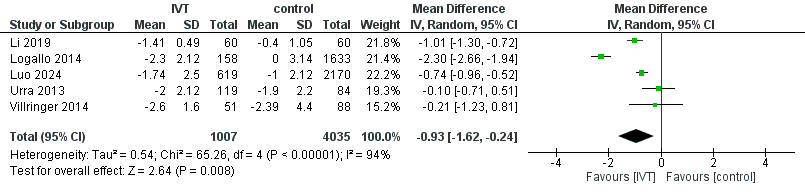 IVT control Mean Difference Mean Difference
Study or Subgroup Mean SD Total Mean SD Total Weight IV, Random, 95% CI IV, Random, 95% CI
Li 2019 -1.41 0.49 60 -0.4 1.05 60 21.8% -1.01 [-1.30, -0.72]
Logallo 2014 -2.3 2.12 158 0 3.14 1633 21.4% -2.30 [-2.66, -1.94]
Luo 2024 -1.74 2.5 619 -1 2.12 2170 22.2% -0.74 [-0.96, -0.52]
Urra 2013 -2 2.12 119 -1.9 2.2 84 19.3% -0.10 [-0.71, 0.51]
Villringer 2014 -2.6 1.6 51 -2.39 4.4 88 15.2% -0.21 [-1.23, 0.81]
Total (95% CI) 1007 4035 100.0% -0.93 [-1.62, -0.24]
Heterogeneity: Tau² = 0.54; Chi² = 65.26, df = 4 (P < 0.00001); I² = 94%
Test for overall effect: Z = 2.64 (P = 0.008)
-4 -2 0 2 4
Favours [IVT] Favours [control]